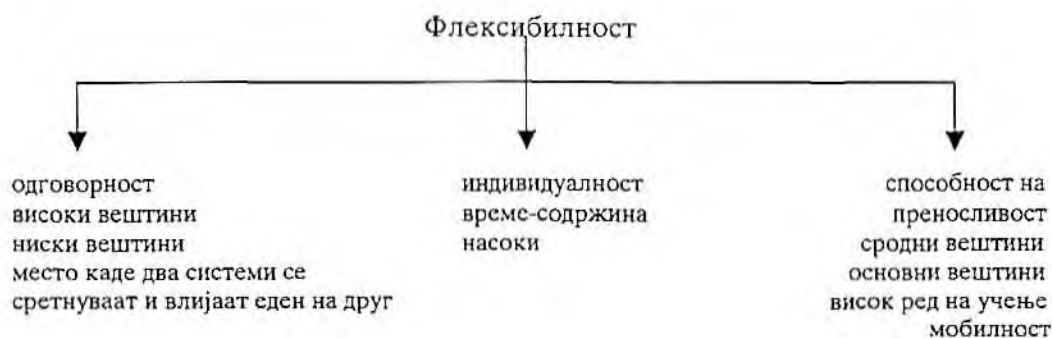 Флексибилност
одговорност
високи вештини
ниски вештини
место каде два системи се
сретнуваат и влијаат еден на друг
индивидуалност
време-содржина
насоки
способност на
преносливост
сродни вештини
основни вештини
висок ред на учење
мобилност